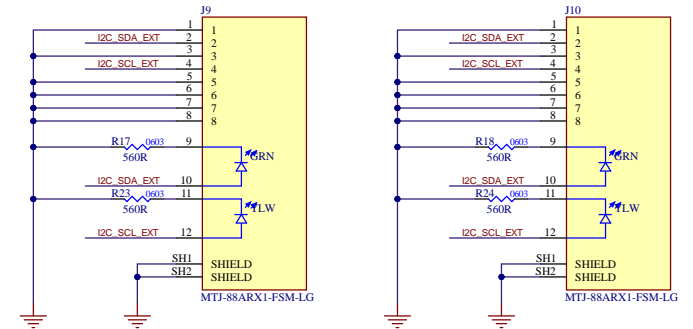 J9
1 1
I2C_SDA_EXT 2 2
3 3
I2C_SCL_EXT 4 4
5 5
6 6
7 7
8 8
R17 0603 9 GRN
560R
I2C_SDA_EXT 10
R23 0603 11 YLW
560R
I2C_SCL_EXT 12
SH1 SHIELD
SH2 SHIELD
MTJ-88ARX1-FSM-LG
J10
1 1
I2C_SDA_EXT 2 2
3 3
I2C_SCL_EXT 4 4
5 5
6 6
7 7
8 8
R18 0603 9 GRN
560R
I2C_SDA_EXT 10
R24 0603 11 YLW
560R
I2C_SCL_EXT 12
SH1 SHIELD
SH2 SHIELD
MTJ-88ARX1-FSM-LG